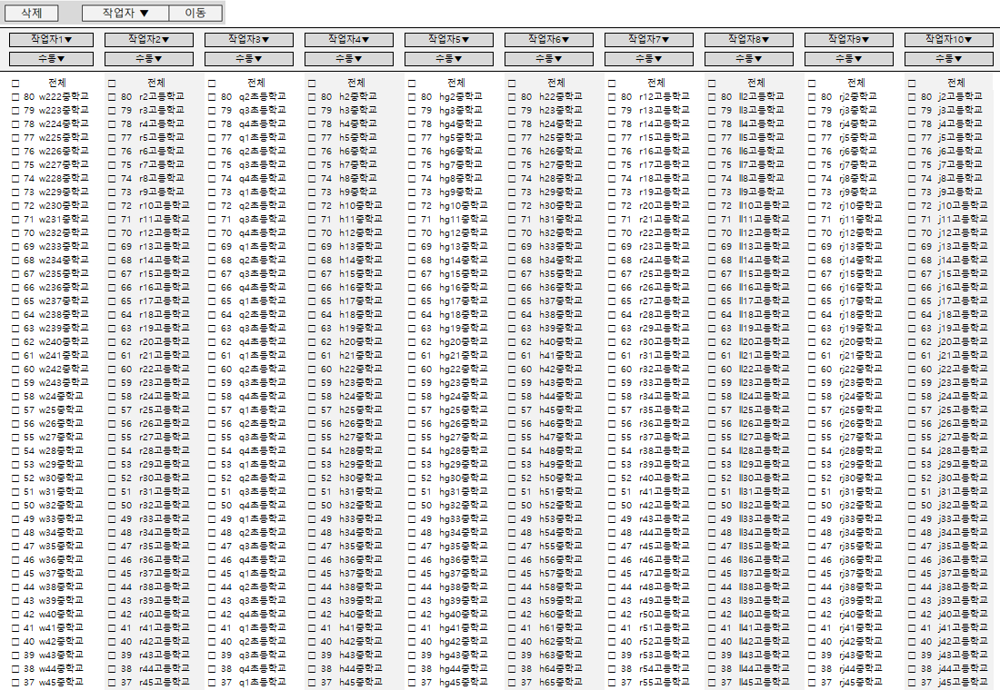 삭제 작업자 ▼ 이동
작업자1▼ 작업자2▼ 작업자3▼ 작업자4▼ 작업자5▼ 작업자6▼ 작업자7▼ 작업자8▼ 작업자9▼ 작업자10▼
수동▼ 수동▼ 수동▼ 수동▼ 수동▼ 수동▼ 수동▼ 수동▼ 수동▼ 수동▼
전체 전체 전체 전체 전체 전체 전체 전체 전체 전체
80 w222중학교 80 r2고등학교 80 q2초등학교 80 h2중학교 80 hg2중학교 80 h22중학교 80 r12고등학교 80 ll2고등학교 80 rj2중학교 80 j2고등학교
79 w223중학교 79 r3고등학교 79 q3초등학교 79 h3중학교 79 hg3중학교 79 h23중학교 79 r13고등학교 79 ll3고등학교 79 rj3중학교 79 j3고등학교
78 w224중학교 78 r4고등학교 78 q4초등학교 78 h4중학교 78 hg4중학교 78 h24중학교 78 r14고등학교 78 ll4고등학교 78 rj4중학교 78 j4고등학교
77 w225중학교 77 r5고등학교 77 q1초등학교 77 h5중학교 77 hg5중학교 77 h25중학교 77 r15고등학교 77 ll5고등학교 77 rj5중학교 77 j5고등학교
76 w226중학교 76 r6고등학교 76 q2초등학교 76 h6중학교 76 hg6중학교 76 h26중학교 76 r16고등학교 76 ll6고등학교 76 rj6중학교 76 j6고등학교
75 w227중학교 75 r7고등학교 75 q3초등학교 75 h7중학교 75 hg7중학교 75 h27중학교 75 r17고등학교 75 ll7고등학교 75 rj7중학교 75 j7고등학교
74 w228중학교 74 r8고등학교 74 q4초등학교 74 h8중학교 74 hg8중학교 74 h28중학교 74 r18고등학교 74 ll8고등학교 74 rj8중학교 74 j8고등학교
73 w229중학교 73 r9고등학교 73 q1초등학교 73 h9중학교 73 hg9중학교 73 h29중학교 73 r19고등학교 73 ll9고등학교 73 rj9중학교 73 j9고등학교
72 w230중학교 72 r10고등학교 72 q2초등학교 72 h10중학교 72 hg10중학교 72 h30중학교 72 r20고등학교 72 ll10고등학교 72 rj10중학교 72 j10고등학교
71 w231중학교 71 r11고등학교 71 q3초등학교 71 h11중학교 71 hg11중학교 71 h31중학교 71 r21고등학교 71 ll11고등학교 71 rj11중학교 71 j11고등학교
70 w232중학교 70 r12고등학교 70 q4초등학교 70 h12중학교 70 hg12중학교 70 h32중학교 70 r22고등학교 70 ll12고등학교 70 rj12중학교 70 j12고등학교
69 w233중학교 69 r13고등학교 69 q1초등학교 69 h13중학교 69 hg13중학교 69 h33중학교 69 r23고등학교 69 ll13고등학교 69 rj13중학교 69 j13고등학교
68 w234중학교 68 r14고등학교 68 q2초등학교 68 h14중학교 68 hg14중학교 68 h34중학교 68 r24고등학교 68 ll14고등학교 68 rj14중학교 68 j14고등학교
67 w235중학교 67 r15고등학교 67 q3초등학교 67 h15중학교 67 hg15중학교 67 h35중학교 67 r25고등학교 67 ll15고등학교 67 rj15중학교 67 j15고등학교
66 w236중학교 66 r16고등학교 66 q4초등학교 66 h16중학교 66 hg16중학교 66 h36중학교 66 r26고등학교 66 ll16고등학교 66 rj16중학교 66 j16고등학교
65 w237중학교 65 r17고등학교 65 q1초등학교 65 h17중학교 65 hg17중학교 65 h37중학교 65 r27고등학교 65 ll17고등학교 65 rj17중학교 65 j17고등학교
64 w238중학교 64 r18고등학교 64 q2초등학교 64 h18중학교 64 hg18중학교 64 h38중학교 64 r28고등학교 64 ll18고등학교 64 rj18중학교 64 j18고등학교
63 w239중학교 63 r19고등학교 63 q3초등학교 63 h19중학교 63 hg19중학교 63 h39중학교 63 r29고등학교 63 ll19고등학교 63 rj19중학교 63 j19고등학교
62 w240중학교 62 r20고등학교 62 q4초등학교 62 h20중학교 62 hg20중학교 62 h40중학교 62 r30고등학교 62 ll20고등학교 62 rj20중학교 62 j20고등학교
61 w241중학교 61 r21고등학교 61 q1초등학교 61 h21중학교 61 hg21중학교 61 h41중학교 61 r31고등학교 61 ll21고등학교 61 rj21중학교 61 j21고등학교
60 w242중학교 60 r22고등학교 60 q2초등학교 60 h22중학교 60 hg22중학교 60 h42중학교 60 r32고등학교 60 ll22고등학교 60 rj22중학교 60 j22고등학교
59 w243중학교 59 r23고등학교 59 q3초등학교 59 h23중학교 59 hg23중학교 59 h43중학교 59 r33고등학교 59 ll23고등학교 59 rj23중학교 59 j23고등학교
58 w24중학교 58 r24고등학교 58 q4초등학교 58 h24중학교 58 hg24중학교 58 h44중학교 58 r34고등학교 58 ll24고등학교 58 rj24중학교 58 j24고등학교
57 w25중학교 57 r25고등학교 57 q1초등학교 57 h25중학교 57 hg25중학교 57 h45중학교 57 r35고등학교 57 ll25고등학교 57 rj25중학교 57 j25고등학교
56 w26중학교 56 r26고등학교 56 q2초등학교 56 h26중학교 56 hg26중학교 56 h46중학교 56 r36고등학교 56 ll26고등학교 56 rj26중학교 56 j26고등학교
55 w27중학교 55 r27고등학교 55 q3초등학교 55 h27중학교 55 hg27중학교 55 h47중학교 55 r37고등학교 55 ll27고등학교 55 rj27중학교 55 j27고등학교
54 w28중학교 54 r28고등학교 54 q4초등학교 54 h28중학교 54 hg28중학교 54 h48중학교 54 r38고등학교 54 ll28고등학교 54 rj28중학교 54 j28고등학교
53 w29중학교 53 r29고등학교 53 q1초등학교 53 h29중학교 53 hg29중학교 53 h49중학교 53 r39고등학교 53 ll29고등학교 53 rj29중학교 53 j29고등학교
52 w30중학교 52 r30고등학교 52 q2초등학교 52 h30중학교 52 hg30중학교 52 h50중학교 52 r40고등학교 52 ll30고등학교 52 rj30중학교 52 j30고등학교
51 w31중학교 51 r31고등학교 51 q3초등학교 51 h31중학교 51 hg31중학교 51 h51중학교 51 r41고등학교 51 ll31고등학교 51 rj31중학교 51 j31고등학교
50 w32중학교 50 r32고등학교 50 q4초등학교 50 h32중학교 50 hg32중학교 50 h52중학교 50 r42고등학교 50 ll32고등학교 50 rj32중학교 50 j32고등학교
49 w33중학교 49 r33고등학교 49 q1초등학교 49 h33중학교 49 hg33중학교 49 h53중학교 49 r43고등학교 49 ll33고등학교 49 rj33중학교 49 j33고등학교
48 w34중학교 48 r34고등학교 48 q2초등학교 48 h34중학교 48 hg34중학교 48 h54중학교 48 r44고등학교 48 ll34고등학교 48 rj34중학교 48 j34고등학교
47 w35중학교 47 r35고등학교 47 q3초등학교 47 h35중학교 47 hg35중학교 47 h55중학교 47 r45고등학교 47 ll35고등학교 47 rj35중학교 47 j35고등학교
46 w36중학교 46 r36고등학교 46 q4초등학교 46 h36중학교 46 hg36중학교 46 h56중학교 46 r46고등학교 46 ll36고등학교 46 rj36중학교 46 j36고등학교
45 w37중학교 45 r37고등학교 45 q1초등학교 45 h37중학교 45 hg37중학교 45 h57중학교 45 r47고등학교 45 ll37고등학교 45 rj37중학교 45 j37고등학교
44 w38중학교 44 r38고등학교 44 q2초등학교 44 h38중학교 44 hg38중학교 44 h58중학교 44 r48고등학교 44 ll38고등학교 44 rj38중학교 44 j38고등학교
43 w39중학교 43 r39고등학교 43 q3초등학교 43 h39중학교 43 hg39중학교 43 h59중학교 43 r49고등학교 43 ll39고등학교 43 rj39중학교 43 j39고등학교
42 w40중학교 42 r40고등학교 42 q4초등학교 42 h40중학교 42 hg40중학교 42 h60중학교 42 r50고등학교 42 ll40고등학교 42 rj40중학교 42 j40고등학교
41 w41중학교 41 r41고등학교 41 q1초등학교 41 h41중학교 41 hg41중학교 41 h61중학교 41 r51고등학교 41 ll41고등학교 41 rj41중학교 41 j41고등학교
40 w42중학교 40 r42고등학교 40 q2초등학교 40 h42중학교 40 hg42중학교 40 h62중학교 40 r52고등학교 40 ll42고등학교 40 rj42중학교 40 j42고등학교
39 w43중학교 39 r43고등학교 39 q3초등학교 39 h43중학교 39 hg43중학교 39 h63중학교 39 r53고등학교 39 ll43고등학교 39 rj43중학교 39 j43고등학교
38 w44중학교 38 r44고등학교 38 q4초등학교 38 h44중학교 38 hg44중학교 38 h64중학교 38 r54고등학교 38 ll44고등학교 38 rj44중학교 38 j44고등학교
37 w45중학교 37 r45고등학교 37 q1초등학교 37 h45중학교 37 hg45중학교 37 h65중학교 37 r55고등학교 37 ll45고등학교 37 rj45중학교 37 j45고등학교